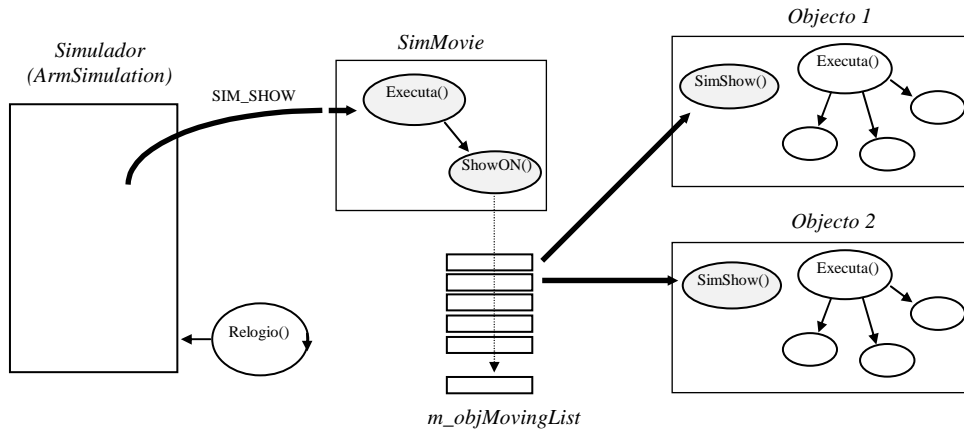 Simulador
(ArmSimulation)
SIM_SHOW
Relogio()
SimMovie
Executa()
ShowON()
m_objMovingList
Objecto 1
SimShow()
Executa()
Objecto 2
SimShow()
Executa()